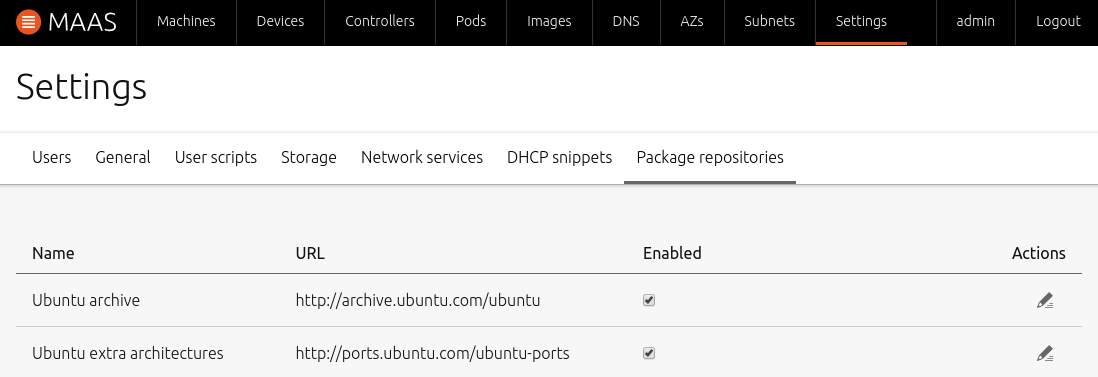 MAAS Machines Devices Controllers Pods Images DNS AZs Subnets Settings admin Logout
Settings
Users General User scripts Storage Network services DHCP snippets Package repositories
Name URL Enabled Actions
Ubuntu archive http://archive.ubuntu.com/ubuntu
Ubuntu extra architectures http://ports.ubuntu.com/ubuntu-ports